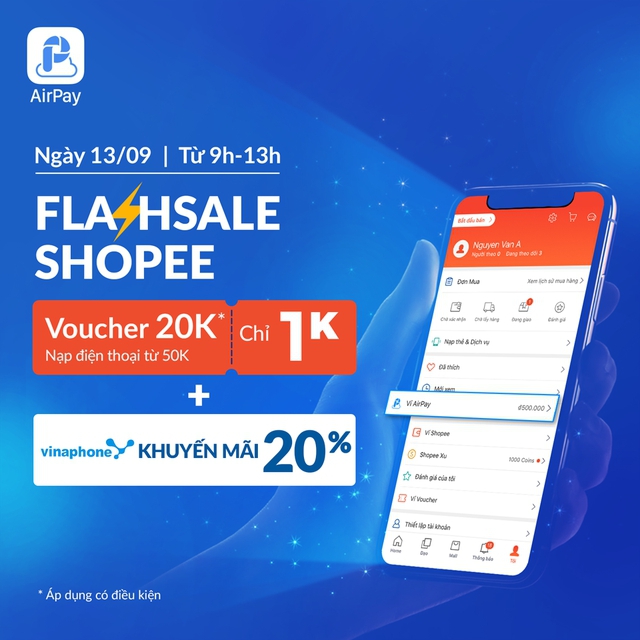 AirPay
Ngày 13/09 | Từ 9h-13h
FLASHSALE
SHOPEE
Voucher 20K*
Nạp điện thoại từ 50K
Chỉ 1K
+
vinaphone KHUYẾN MÃI 20%
* Áp dụng có điều kiện
Bắt đầu bán >
Nguyen Van A
Người theo 6 Đang theo dõi 3
Đơn Mua Xem lịch sử mua hàng >
Chờ xác nhận Chờ lấy hàng Đang giao Đánh giá
Nạp thẻ & Dịch vụ >
Đã thích >
Mới xem
Ví AirPay ₫500.000 >
Ví Shopee >
Shopee Xu 1000 Coins >
Đánh giá của tôi >
Ví Voucher >
Thiết lập tài khoản >
Home Dạo Mall Thông báo Tôi